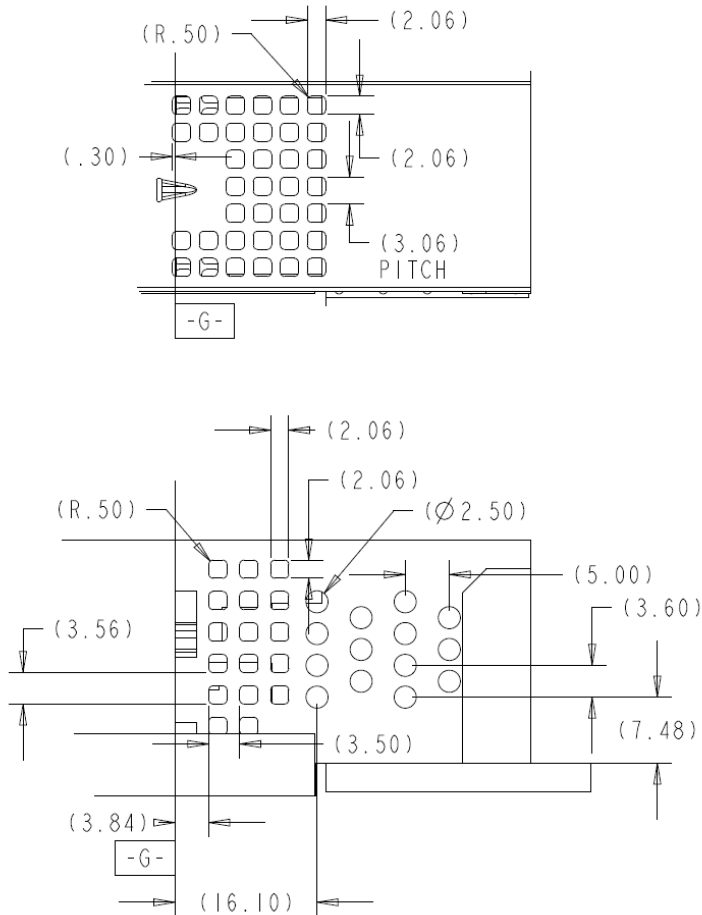 (2.06)
(R.50)
(.30)
(2.06)
(3.06)
PITCH
-G-
(2.06)
(2.06)
(R.50)
(Ø2.50)
(5.00)
(3.60)
(3.56)
(7.48)
(3.50)
(3.84)
-G-
(16.10)